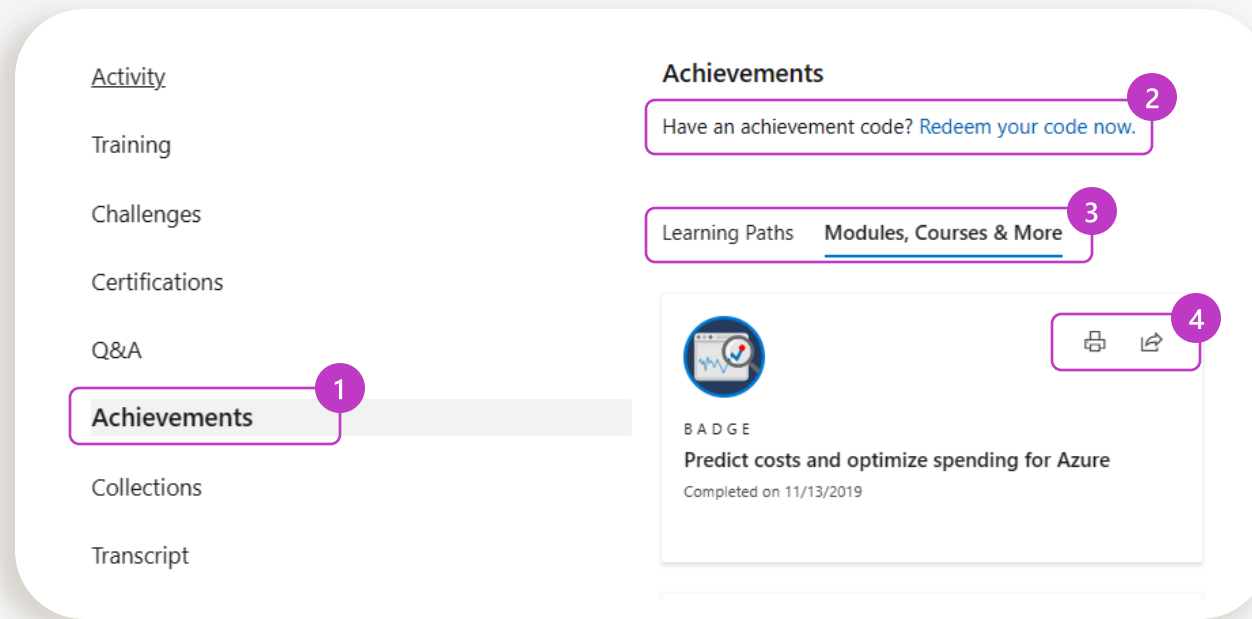 Activity
Training
Challenges
Certifications
Q&A
1
Achievements
Collections
Transcript
Achievements
2
Have an achievement code? Redeem your code now.
3
Learning Paths Modules, Courses & More
4
BADGE
Predict costs and optimize spending for Azure
Completed on 11/13/2019